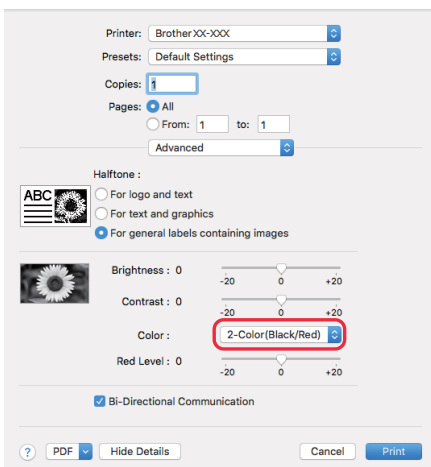 Printer: Brother XX-XXX
Presets: Default Settings
Copies: 1
Pages: All
From: 1 to: 1
Advanced
Halftone :
ABC
For logo and text
For text and graphics
For general labels containing images
Brightness : 0
-20 0 +20
Contrast : 0
-20 0 +20
Color : 2-Color(Black/Red)
Red Level : 0
-20 0 +20
Bi-Directional Communication
? PDF Hide Details Cancel Print